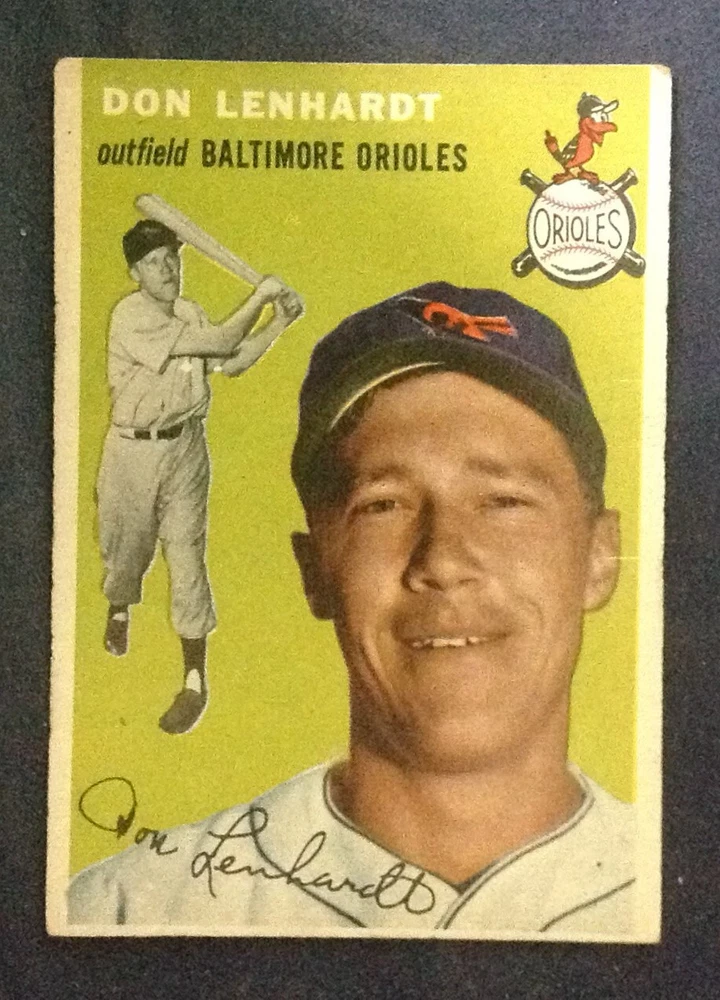 DON LENHARDT
outfield BALTIMORE ORIOLES
ORIOLES
Don Lenhardt